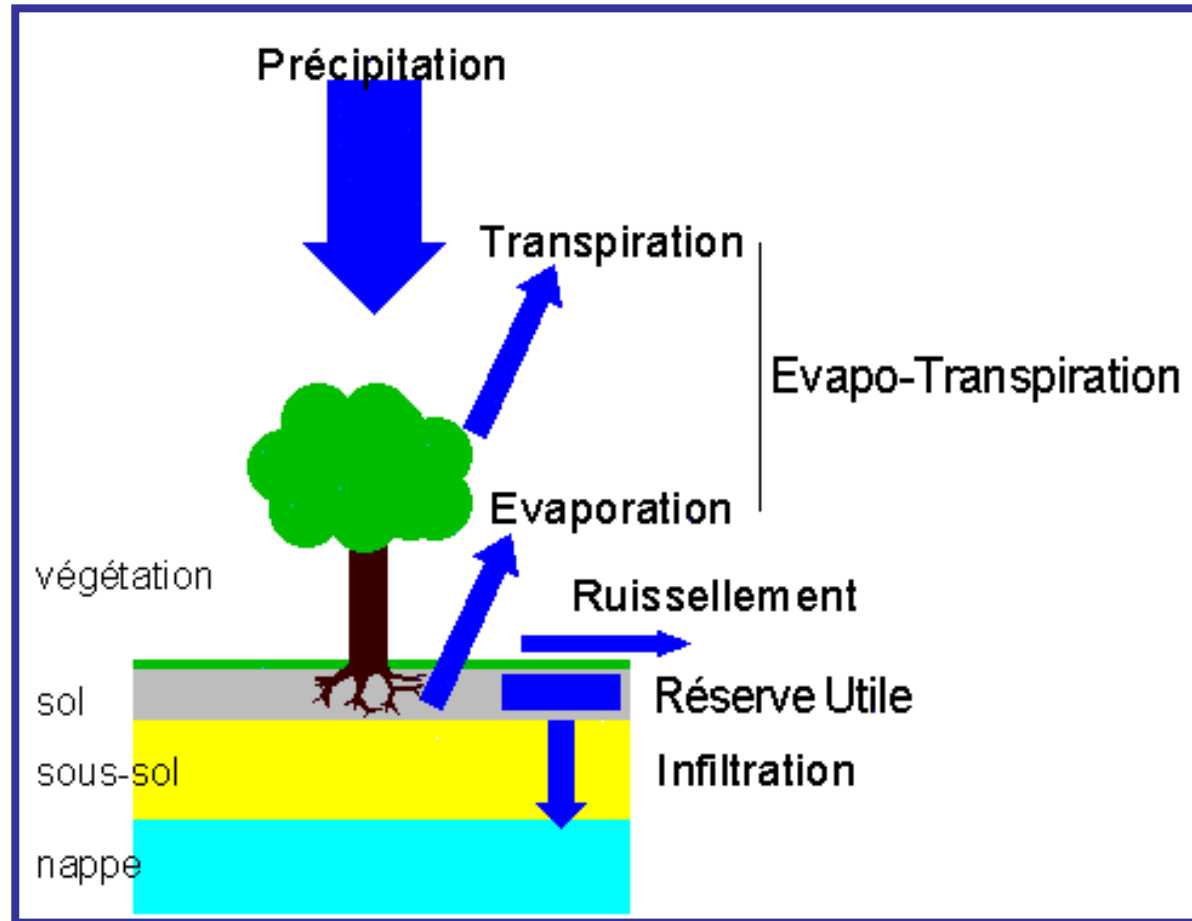 Précipitation
Transpiration
Evapo-Transpiration
Evaporation
végétation
Ruissellement
sol
Réserve Utile
sous-sol
Infiltration
nappe